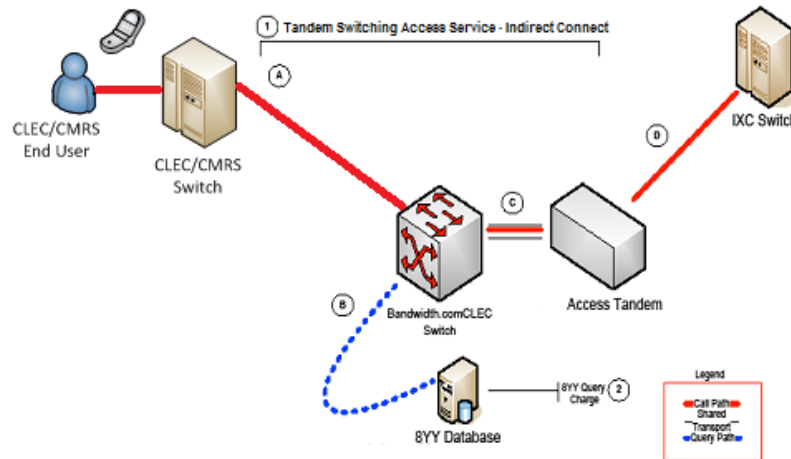 1 Tandem Switching Access Service - Indirect Connect
A
CLEC/CMRS
End User
CLEC/CMRS
Switch
IXC Switch
D
C
Access Tandem
B
Bandwidth.comCLEC
Switch
8YY Query
Charge
2
8YY Database
Legend
Call Path
Shared
Transport
Query Path